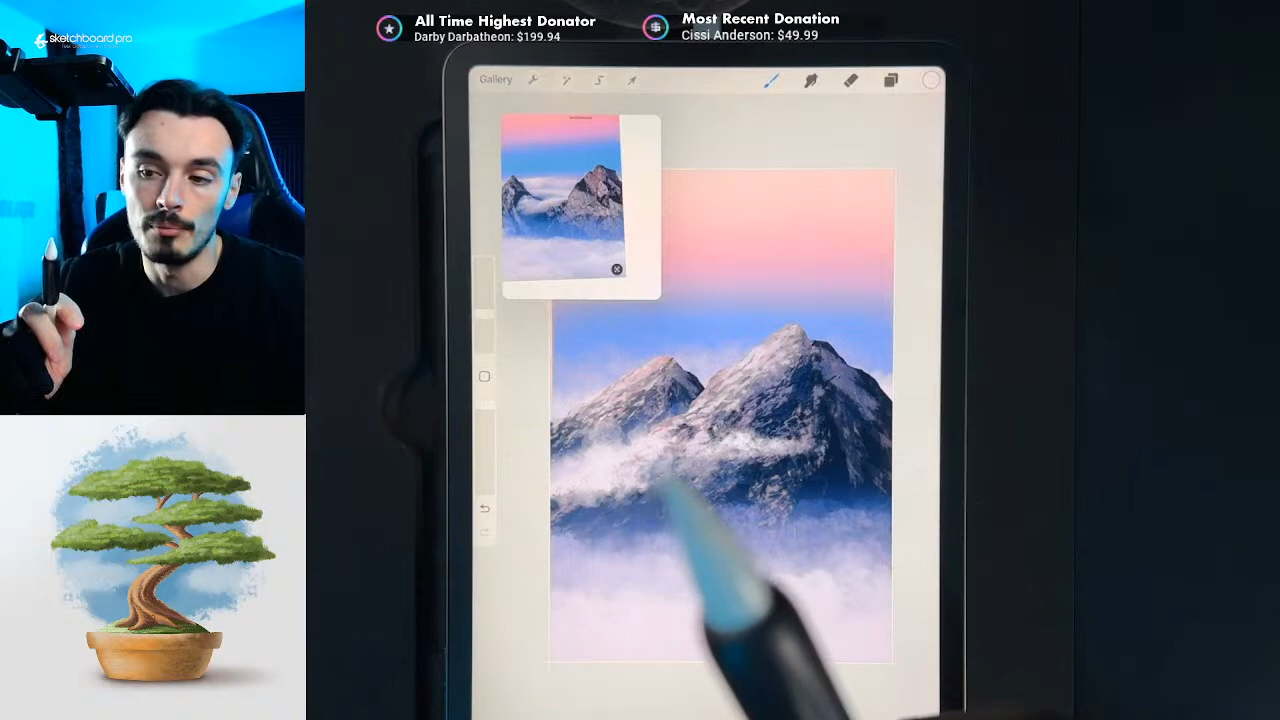 sketchboard pro
All Time Highest Donator
Darby Darbatheon: $199.94
Most Recent Donation
Cissi Anderson: $49.99
Gallery